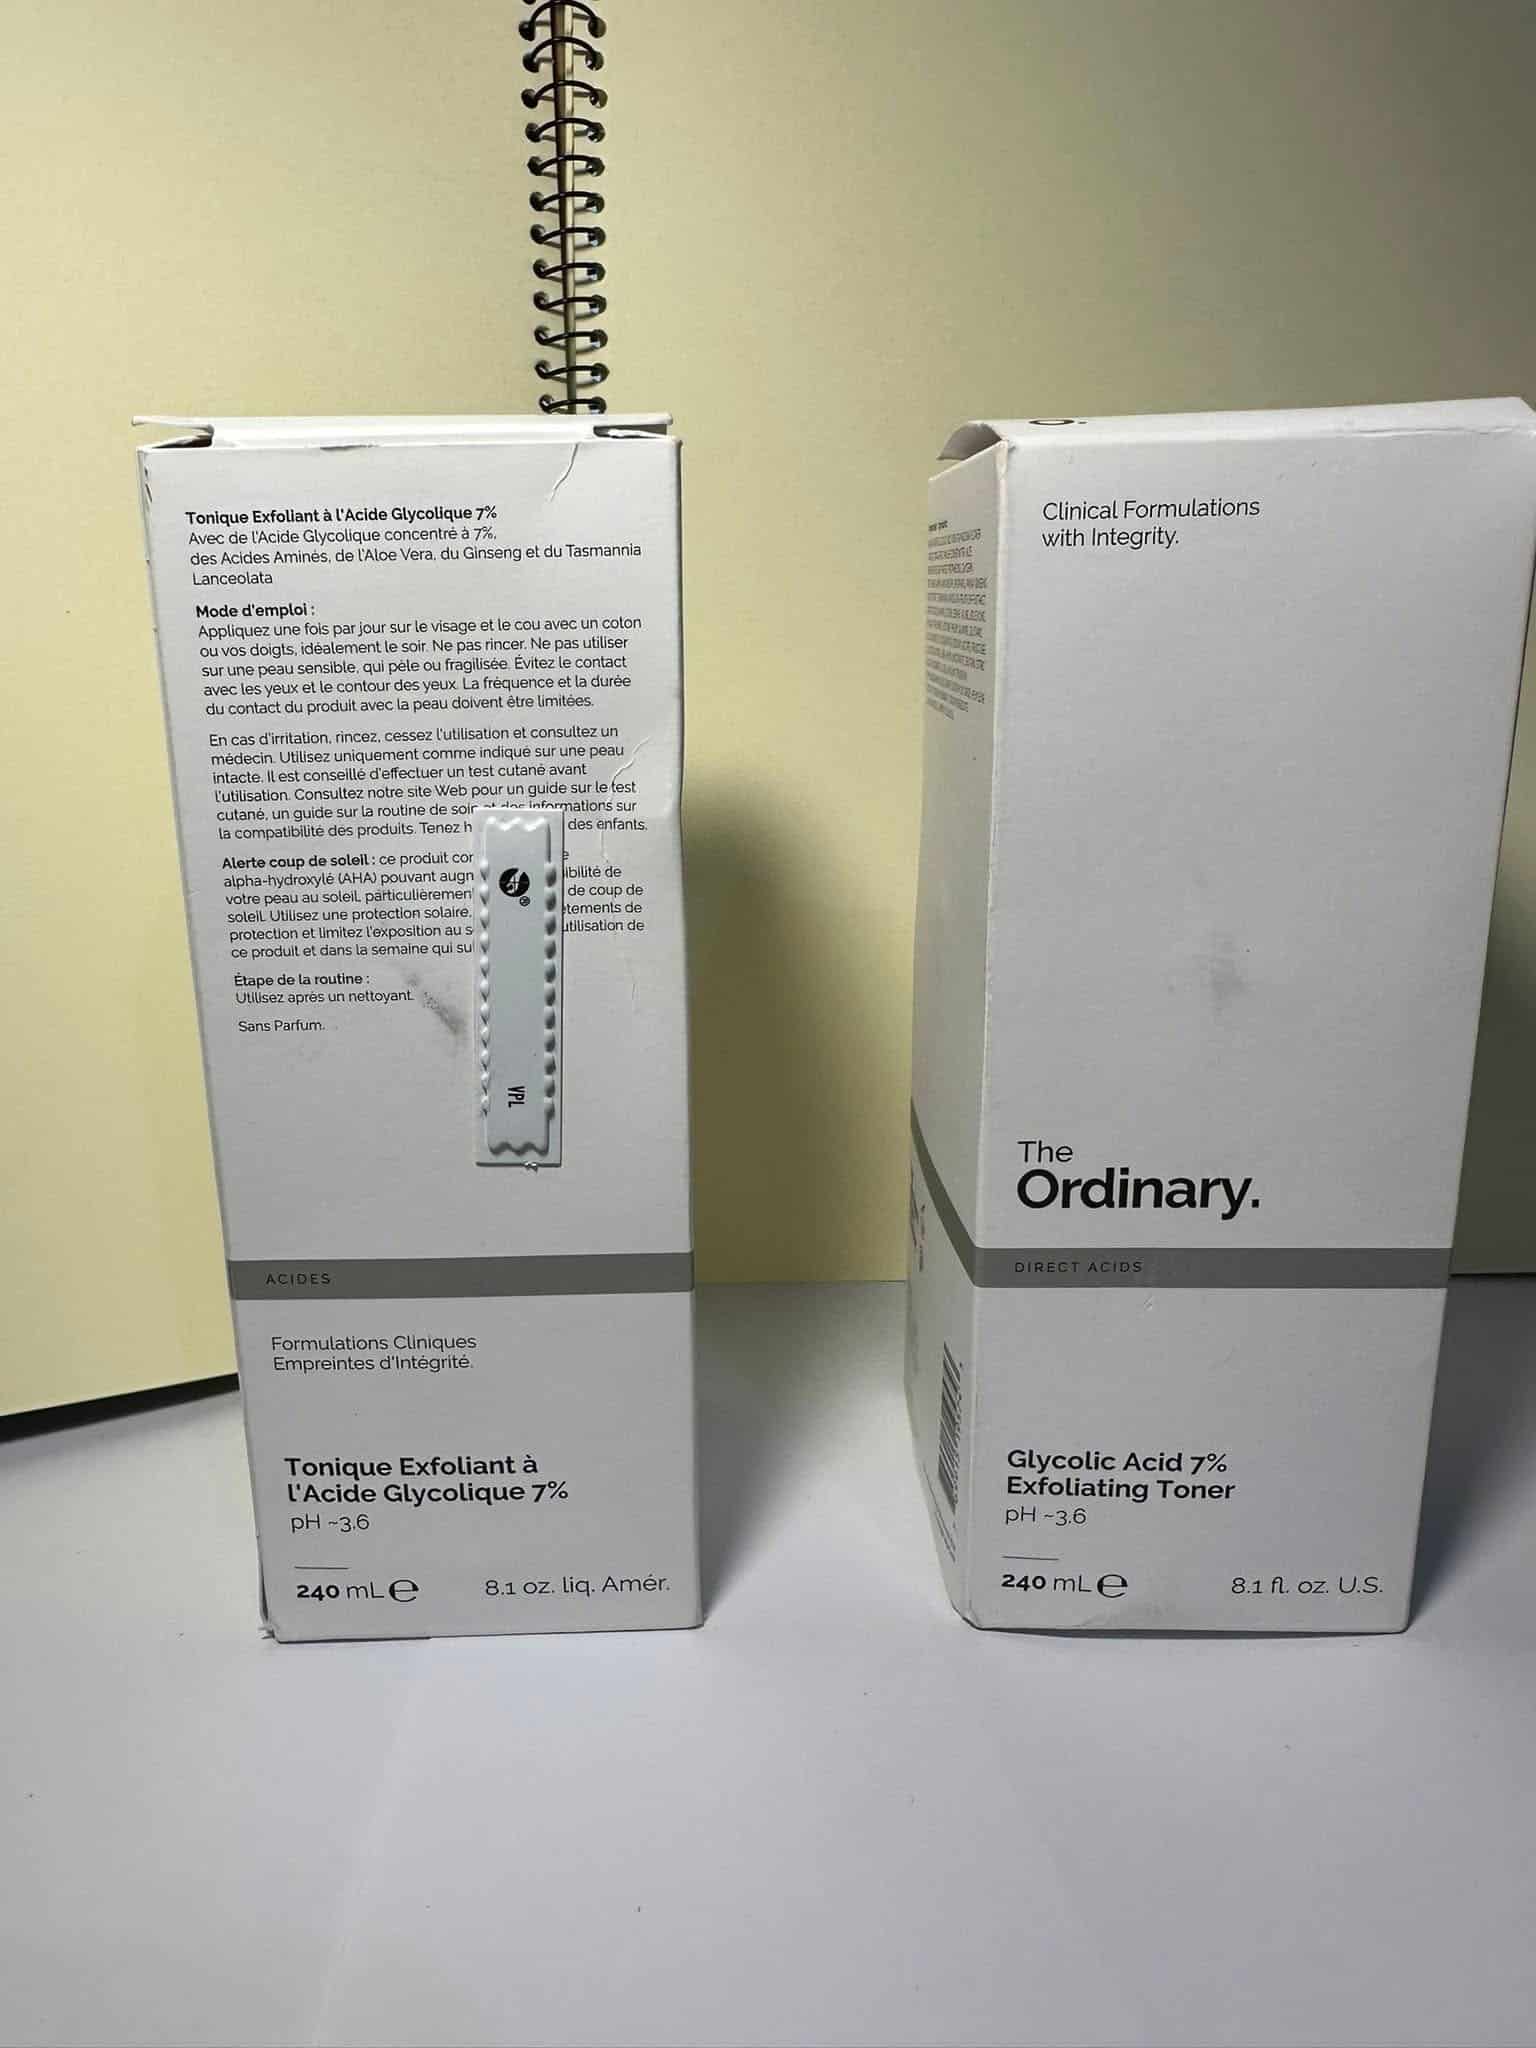 Tonique Exfoliant à l'Acide Glycolique 7%
Avec de l'Acide Glycolique concentré à 7%,
des Acides Aminés, de l'Aloe Vera, du Ginseng et du Tasmannia
Lanceolata
Mode d'emploi :
Appliquez une fois par jour sur le visage et le cou avec un coton
ou vos doigts, idéalement le soir. Ne pas rincer. Ne pas utiliser
sur une peau sensible, qui pèle ou fragilisée. Évitez le contact
avec les yeux et le contour des yeux. La fréquence et la durée
du contact du produit avec la peau doivent être limitées.
En cas d'irritation, rincez, cessez l'utilisation et consultez un
médecin. Utilisez uniquement comme indiqué sur une peau
intacte. Il est conseillé d'effectuer un test cutané avant
l'utilisation. Consultez notre site Web pour un guide sur le test
cutané, un guide sur la routine de soin et des informations sur
la compatibilité des produits. Tenez h des enfants.
Alerte coup de soleil : ce produit con e
alpha-hydroxylé (AHA) pouvant augm ibilité de
votre peau au soleil, particulièrement de coup de
soleil. Utilisez une protection solaire, êtements de
protection et limitez l'exposition au s utilisation de
ce produit et dans la semaine qui sui
Étape de la routine :
Utilisez après un nettoyant.
Sans Parfum.
®
YPL
ACIDES
Formulations Cliniques
Empreintes d'Intégrité.
Tonique Exfoliant à
l'Acide Glycolique 7%
pH ~3.6
240 mL ℮ 8.1 oz. liq. Amér.
Clinical Formulations
with Integrity.
The
Ordinary.
DIRECT ACIDS
Glycolic Acid 7%
Exfoliating Toner
pH ~3.6
240 mL ℮ 8.1 fl. oz. U.S.